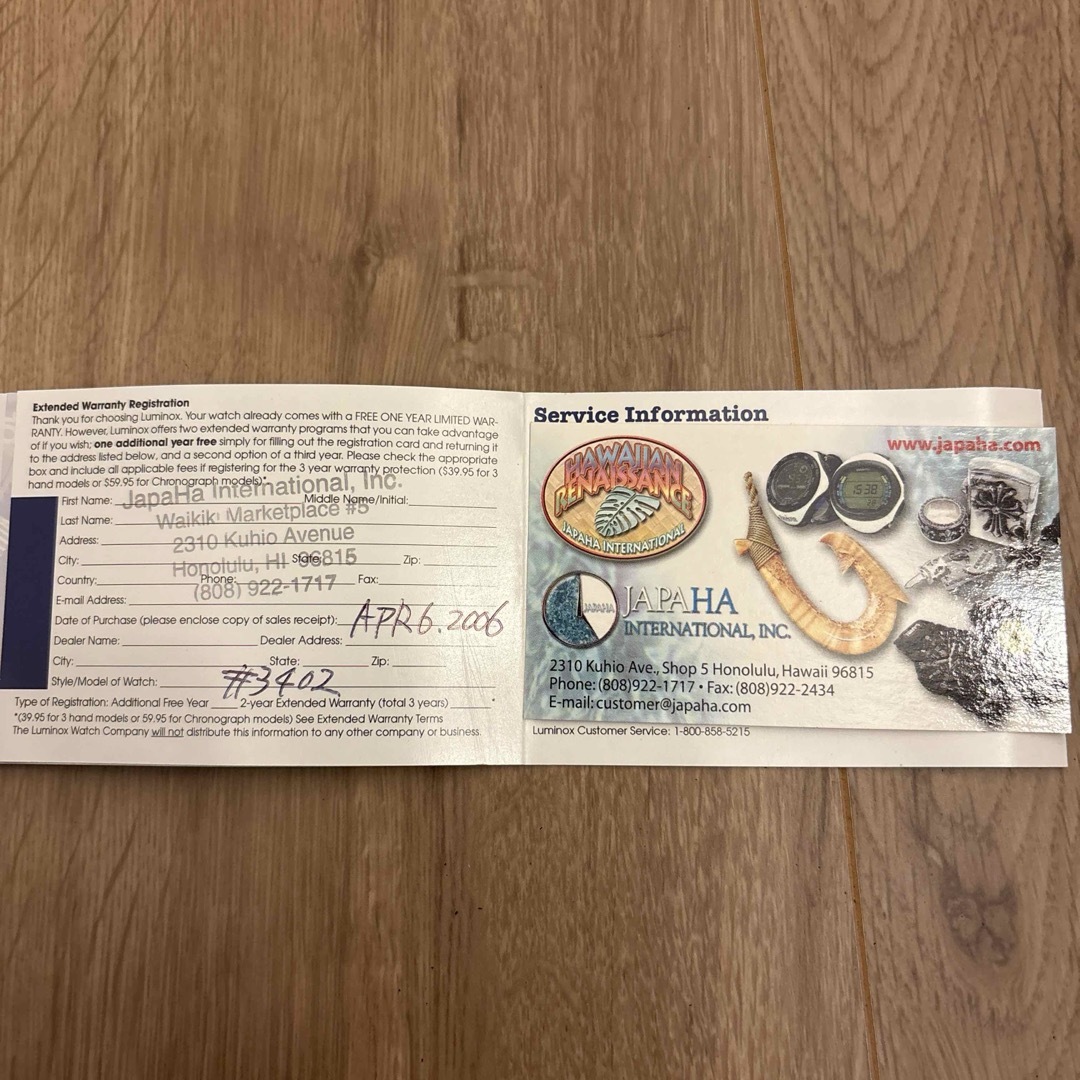 Extended Warranty Registration
Thank you for choosing Luminox. Your watch already comes with a FREE ONE YEAR LIMITED WAR-
RANTY. However, Luminox offers two extended warranty programs that you can take advantage
of if you wish; one additional year free simply for filling out the registration card and returning it
to the address listed below, and a second option of a third year. Please check the appropriate
box and include all applicable fees if registering for the 3 year warranty protection ($39.95 for 3
hand models or $59.95 for Chronograph models)*
JapaHa International, Inc.
First Name: Middle Name/Initial:
Waikiki Marketplace #5
Last Name:
2310 Kuhio Avenue
Address:
Honolulu, HI 96815
City: State: Zip:
(808) 922-1717
Country: Phone: Fax:
E-mail Address:
Date of Purchase (please enclose copy of sales receipt): APR 6. 2006
Dealer Name: Dealer Address:
City: State: Zip:
Style/Model of Watch: #3402
Type of Registration: Additional Free Year 2-year Extended Warranty (total 3 years) *
*(39.95 for 3 hand models or 59.95 for Chronograph models) See Extended Warranty Terms
The Luminox Watch Company will not distribute this information to any other company or business.
Service Information
www.japaha.com
HAWAIIAN
RENAISSANCE
JAPAHA INTERNATIONAL
JAPAHA
JAPAHA
INTERNATIONAL, INC.
2310 Kuhio Ave., Shop 5 Honolulu, Hawaii 96815
Phone: (808)922-1717 • Fax: (808)922-2434
E-mail: customer@japaha.com
Luminox Customer Service: 1-800-858-5215